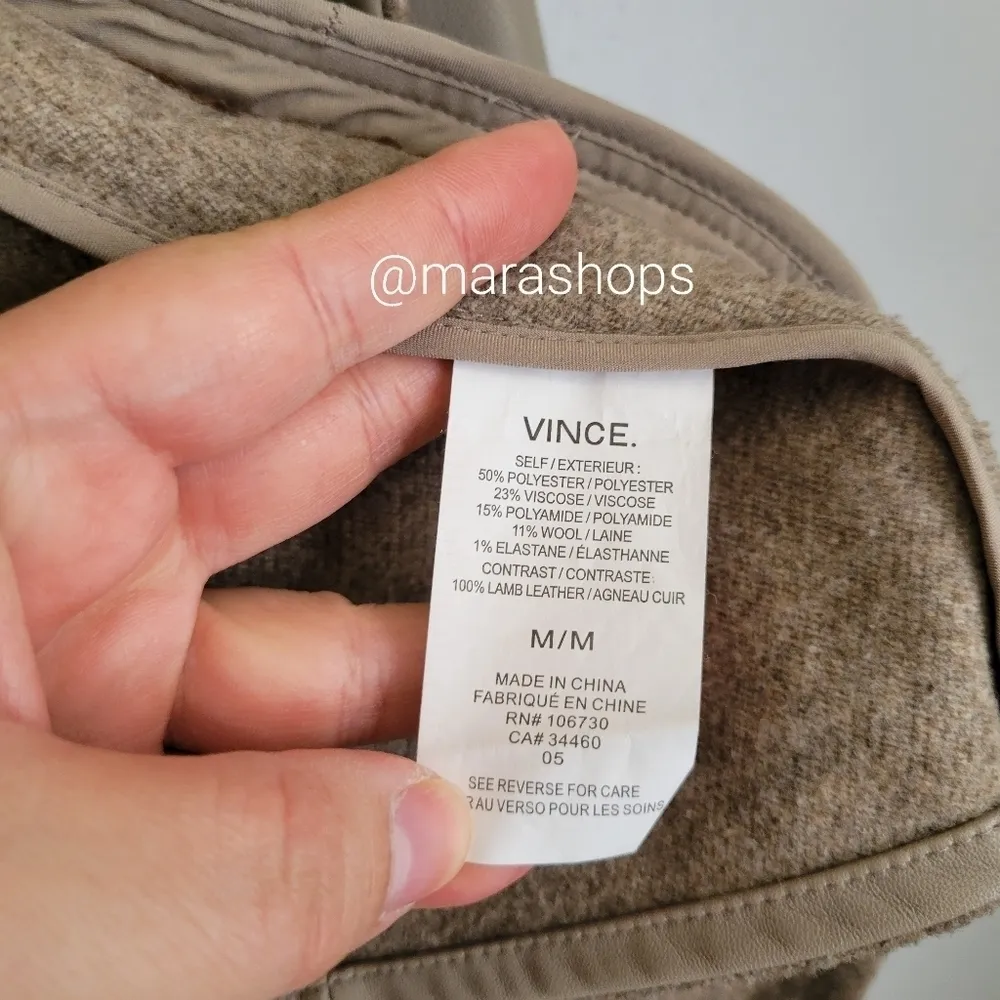 @marashops
VINCE.
SELF / EXTERIEUR :
50% POLYESTER / POLYESTER
23% VISCOSE / VISCOSE
15% POLYAMIDE / POLYAMIDE
11% WOOL / LAINE
1% ELASTANE / ÉLASTHANNE
CONTRAST / CONTRASTE:
100% LAMB LEATHER / AGNEAU CUIR
M/M
MADE IN CHINA
FABRIQUÉ EN CHINE
RN# 106730
CA# 34460
05
SEE REVERSE FOR CARE
AU VERSO POUR LES SOINS